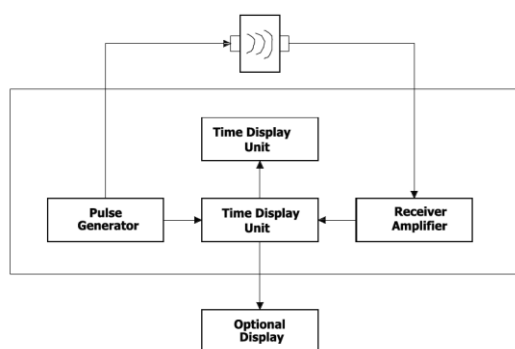 Time Display
Unit
Pulse
Generator
Time Display
Unit
Receiver
Amplifier
Optional
Display